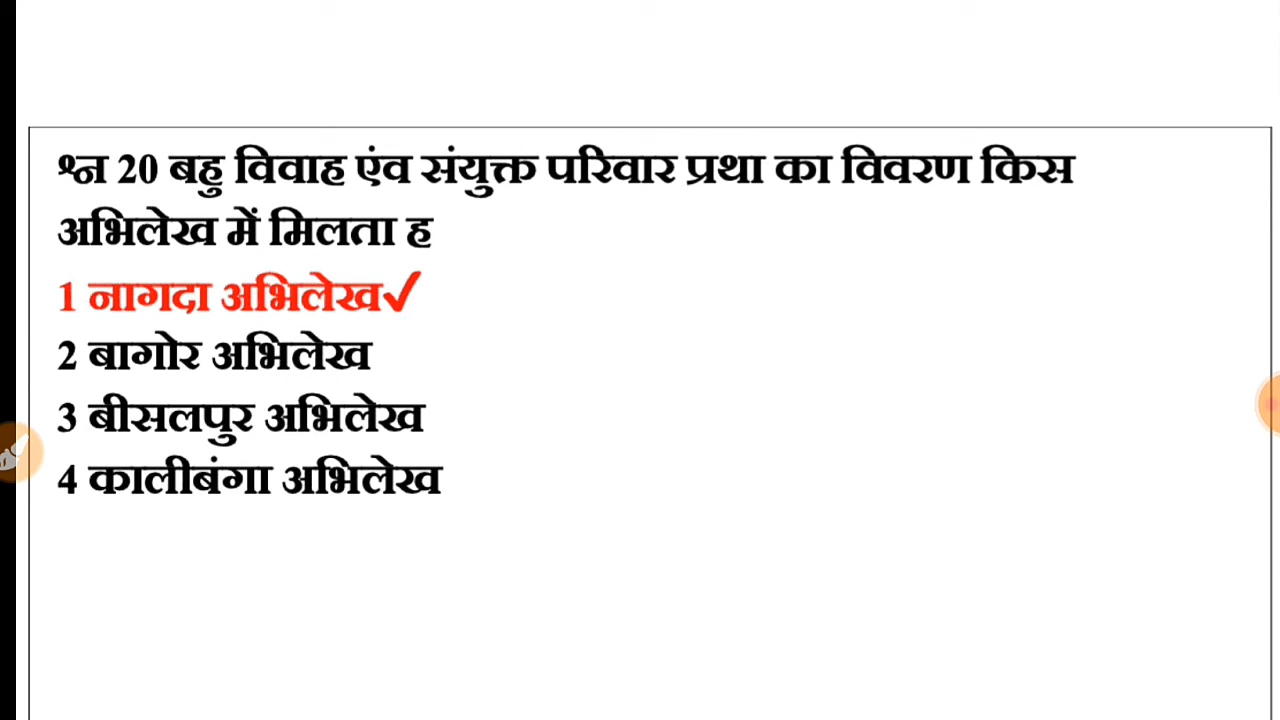 श्न 20 बहु विवाह एंव संयुक्त परिवार प्रथा का विवरण किस
अभिलेख में मिलता ह
1 नागदा अभिलेख✓
2 बागोर अभिलेख
3 बीसलपुर अभिलेख
4 कालीबंगा अभिलेख